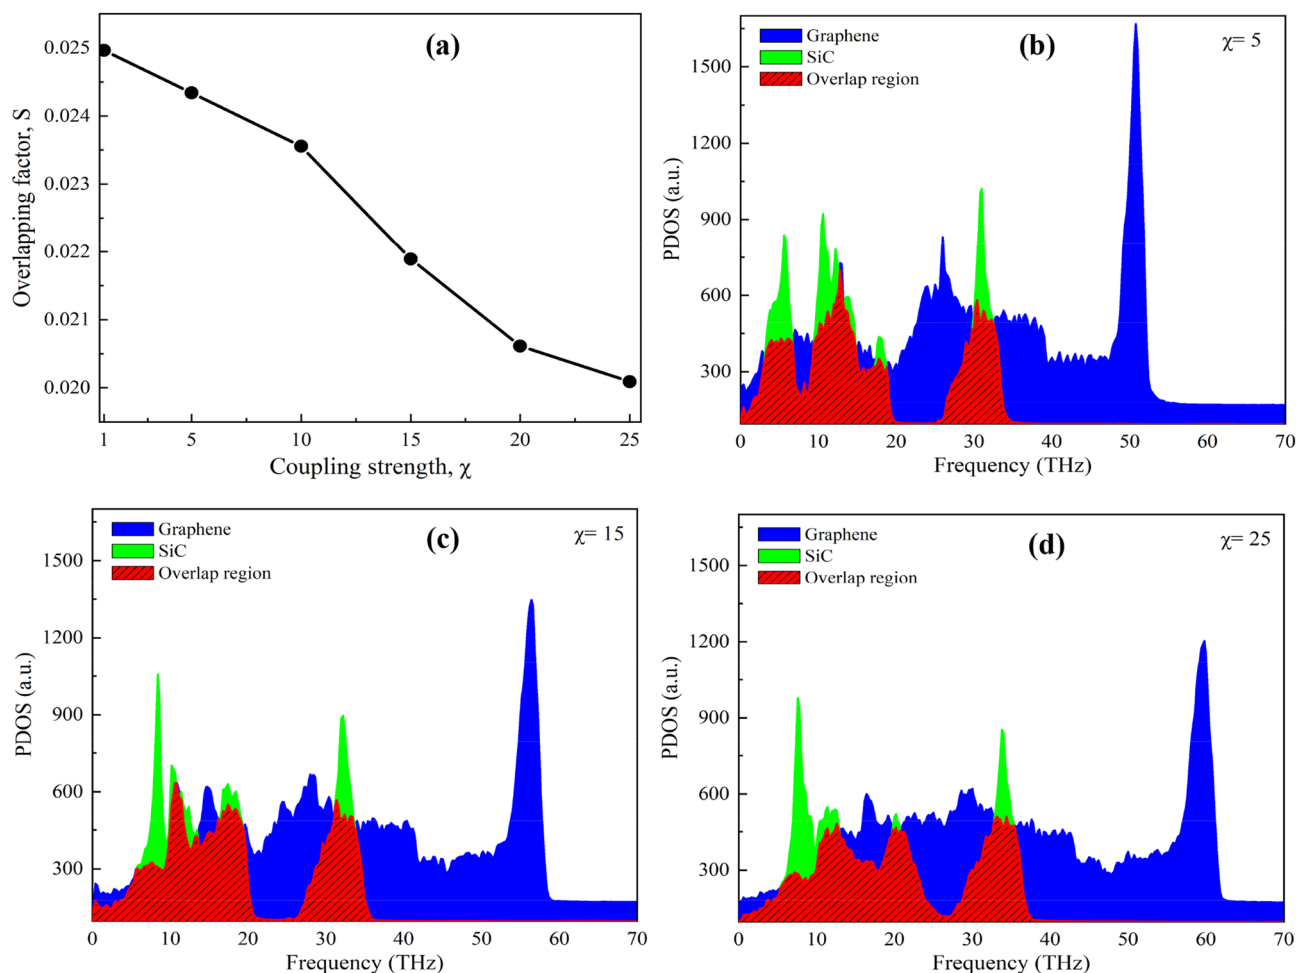 (a)
0.025
0.024
0.023
0.022
0.021
0.020
Overlapping factor, S
1
5
10
15
20
25
Coupling strength, χ
Graphene
SiC
Overlap region
(b)
χ= 5
1500
1200
900
600
300
PDOS (a.u.)
0
10
20
30
40
50
60
70
Frequency (THz)
Graphene
SiC
Overlap region
(c)
χ= 15
1500
1200
900
600
300
PDOS (a.u.)
0
10
20
30
40
50
60
70
Frequency (THz)
Graphene
SiC
Overlap region
(d)
χ= 25
1500
1200
900
600
300
PDOS (a.u.)
0
10
20
30
40
50
60
70
Frequency (THz)